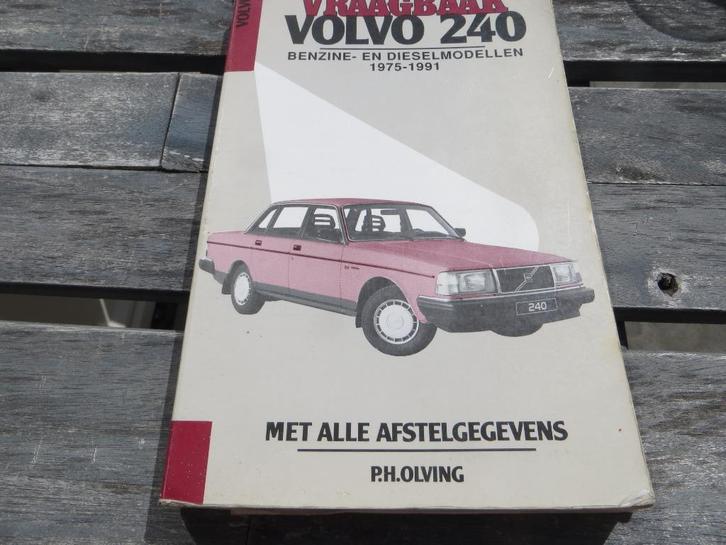 VRAAGBAAK
VOLVO 240
BENZINE- EN DIESELMODELLEN
1975-1991
240
MET ALLE AFSTELGEGEVENS
P.H.OLVING